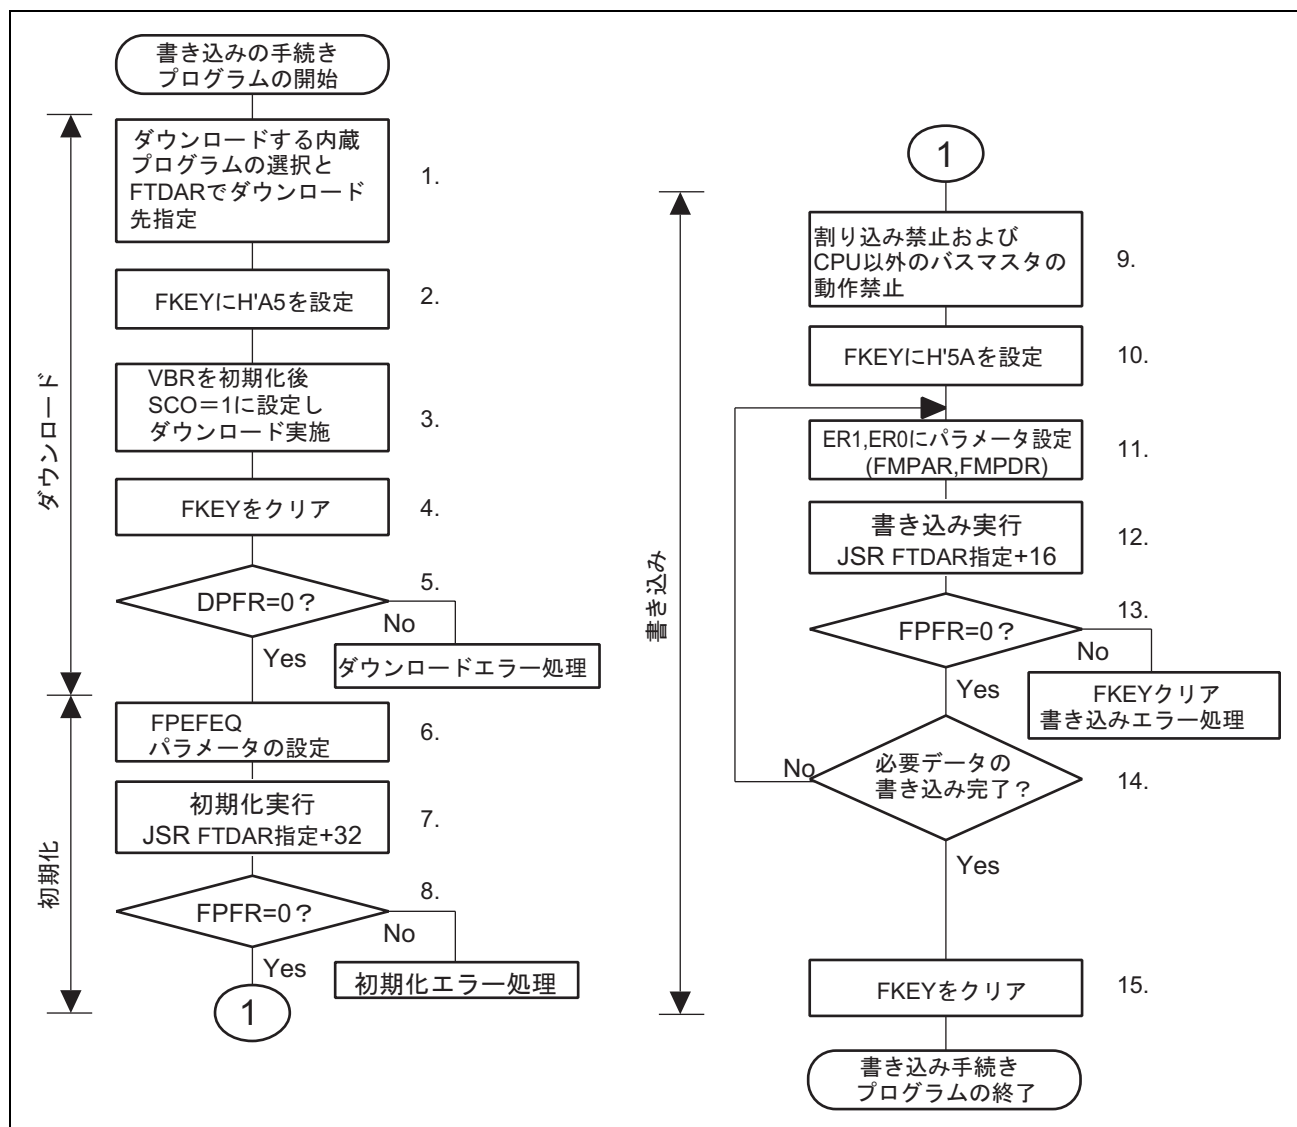 書き込みの手続き
プログラムの開始
ダウンロード
ダウンロードする内蔵
プログラムの選択と
FTDARでダウンロード
先指定
1.
FKEYにH'A5を設定
2.
VBRを初期化後
SCO=1に設定し
ダウンロード実施
3.
FKEYをクリア
4.
DPFR=0?
5.
No
Yes
ダウンロードエラー処理
初期化
FPEFEQ
パラメータの設定
6.
初期化実行
JSR FTDAR指定+32
7.
FPFR=0?
8.
No
Yes
初期化エラー処理
1
1
書き込み
割り込み禁止および
CPU以外のバスマスタの
動作禁止
9.
FKEYにH'5Aを設定
10.
ER1,ER0にパラメータ設定
(FMPAR,FMPDR)
11.
書き込み実行
JSR FTDAR指定+16
12.
FPFR=0?
13.
No
Yes
FKEYクリア
書き込みエラー処理
必要データの
書き込み完了?
14.
No
Yes
FKEYをクリア
15.
書き込み手続き
プログラムの終了